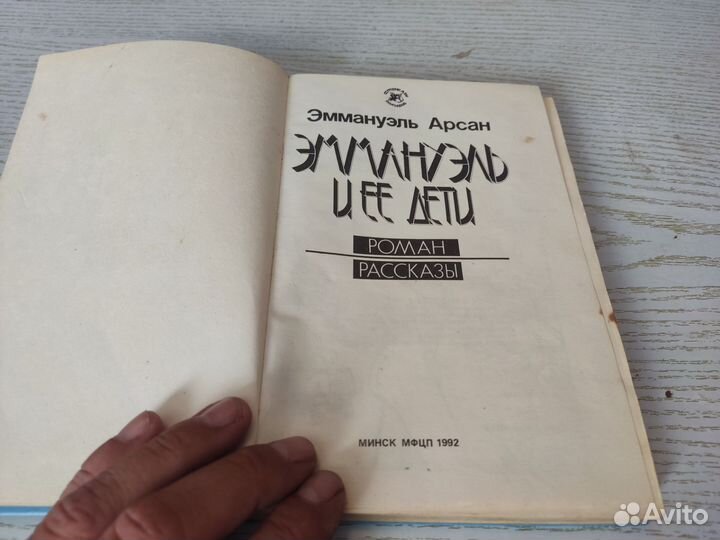 Эммануэль Арсан
ЭММАНУЭЛЬ
И ЕЕ ДЕТИ
РОМАН
РАССКАЗЫ
МИНСК МФЦП 1992
Avito